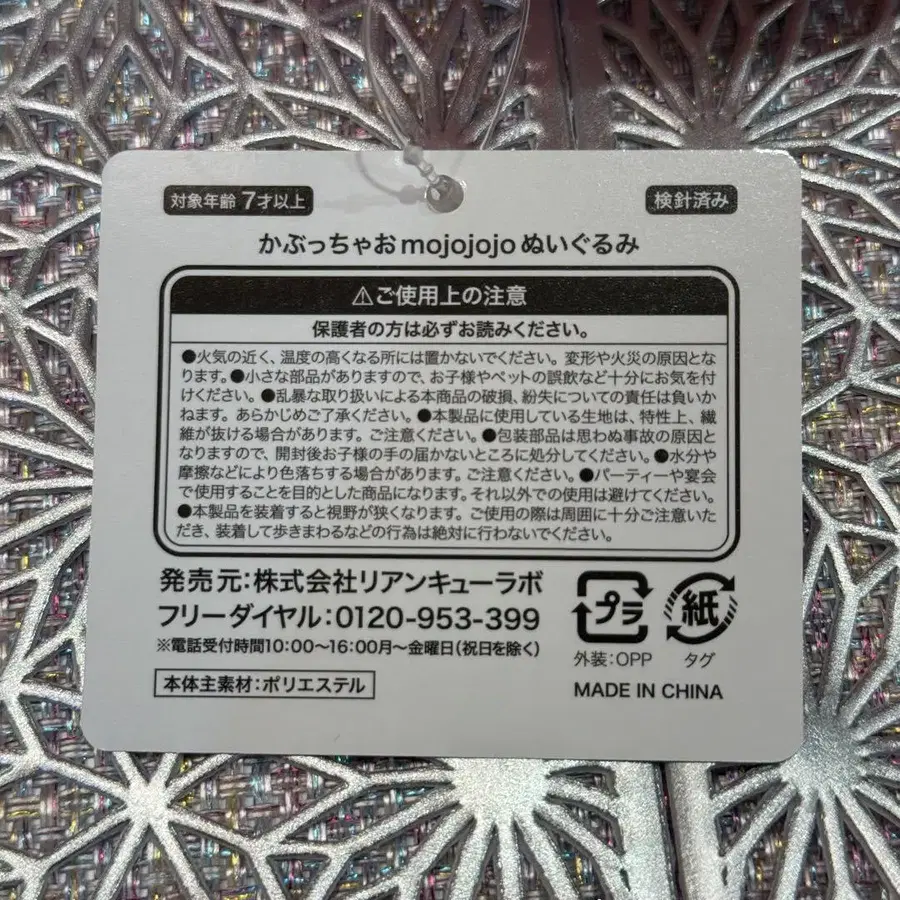 対象年齢 7才以上
検針済み
かぶっちゃおmojojojoぬいぐるみ
⚠ご使用上の注意
保護者の方は必ずお読みください。
●火気の近く、温度の高くなる所には置かないでください。変形や火災の原因とな
ります。●小さな部品がありますので、お子様やペットの誤飲など十分にお気を付
けください。●乱暴な取り扱いによる本商品の破損、紛失についての責任は負いか
ねます。あらかじめご了承ください。●本製品に使用している生地は、特性上、繊
維が抜ける場合があります。ご注意ください。●包装部品は思わぬ事故の原因と
なりますので、開封後お子様の手の届かないところに処分してください。●水分や
摩擦などにより色落ちする場合があります。ご注意ください。●パーティーや宴会
で使用することを目的とした商品になります。それ以外での使用は避けてください。
●本製品を装着すると視野が狭くなります。ご使用の際は周囲に十分ご注意いた
だき、装着して歩きまわるなどの行為は絶対に行わないでください。
発売元:株式会社リアンキューラボ
フリーダイヤル:0120-953-399
※電話受付時間10:00〜16:00月〜金曜日(祝日を除く)
本体主素材:ポリエステル
プラ
紙
外装:OPP
タグ
MADE IN CHINA